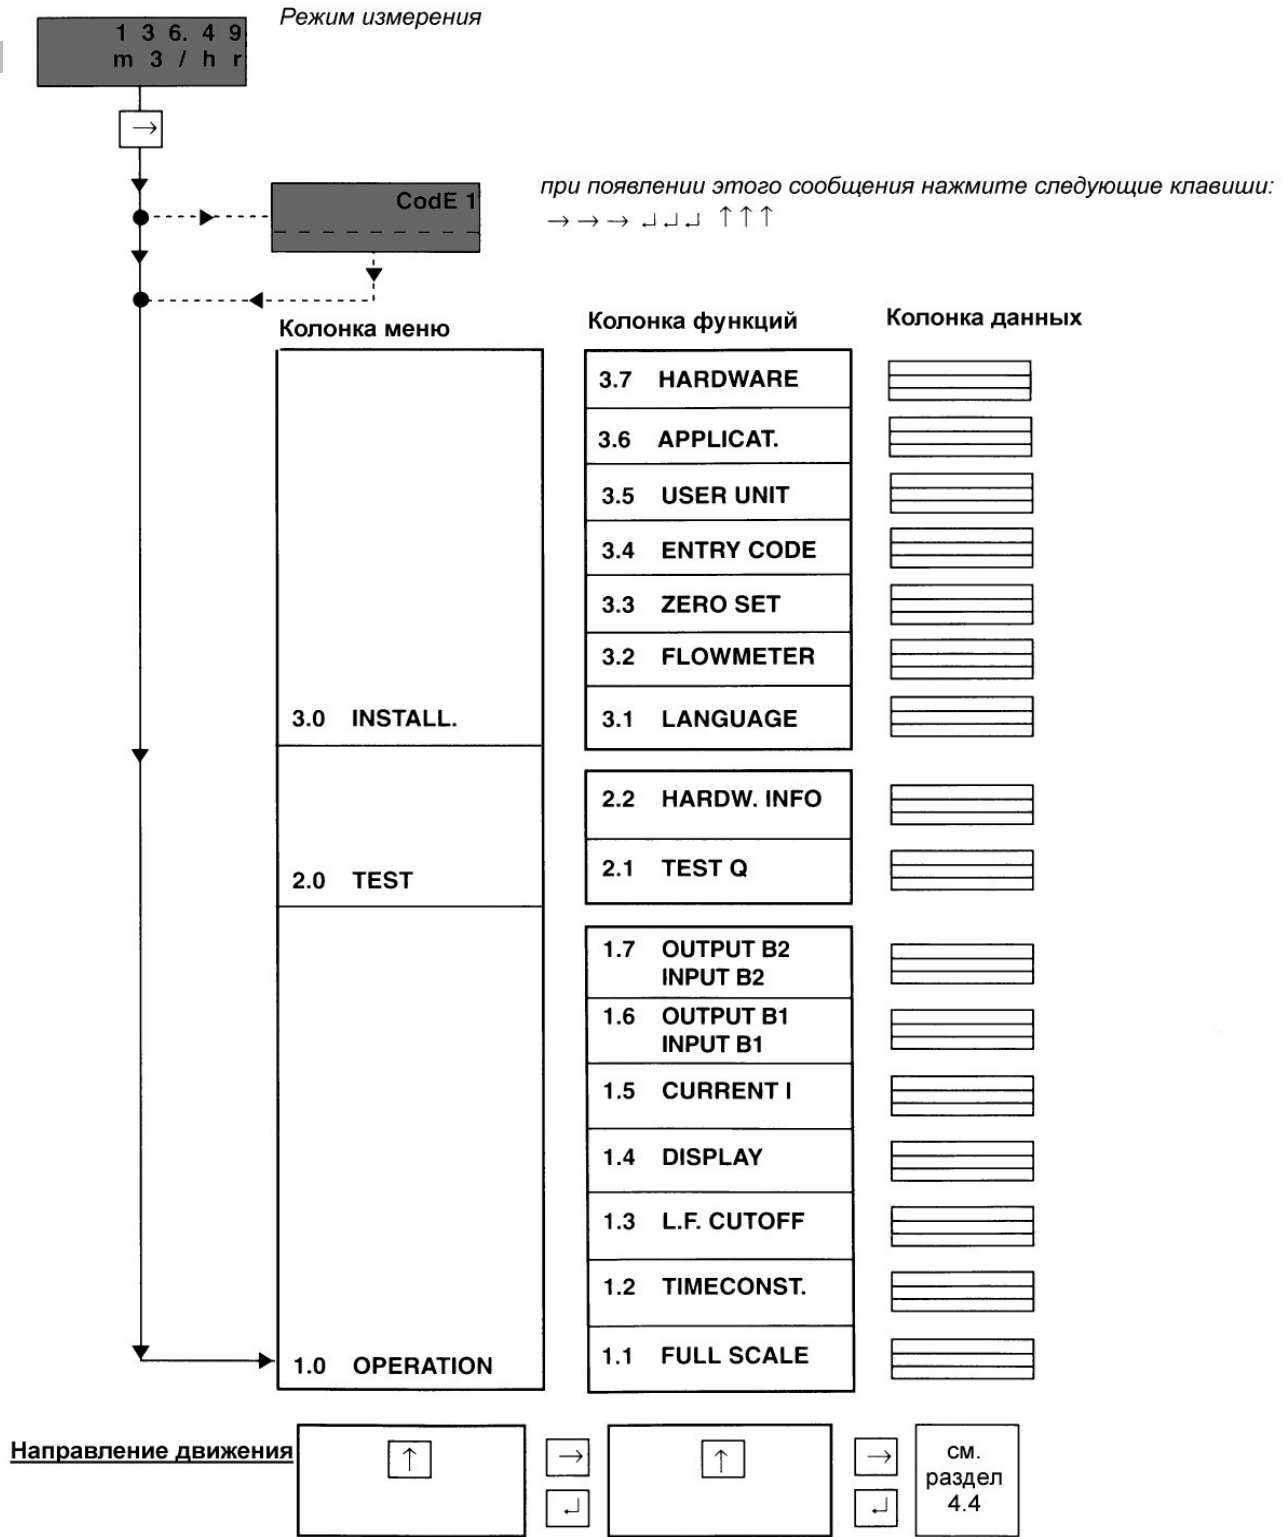 1 3 6. 4 9
m 3 / h r
Режим измерения
→
CodE 1
при появлении этого сообщения нажмите следующие клавиши:
→ → → ↵ ↵ ↵ ↑ ↑ ↑
Колонка меню
Колонка функций
Колонка данных
3.7 HARDWARE
3.6 APPLICAT.
3.5 USER UNIT
3.4 ENTRY CODE
3.3 ZERO SET
3.2 FLOWMETER
3.0 INSTALL.
3.1 LANGUAGE
2.2 HARDW. INFO
2.0 TEST
2.1 TEST Q
1.7 OUTPUT B2
INPUT B2
1.6 OUTPUT B1
INPUT B1
1.5 CURRENT I
1.4 DISPLAY
1.3 L.F. CUTOFF
1.2 TIMECONST.
1.0 OPERATION
1.1 FULL SCALE
Направление движения
↑
→
↵
↑
→
↵
см.
раздел
4.4